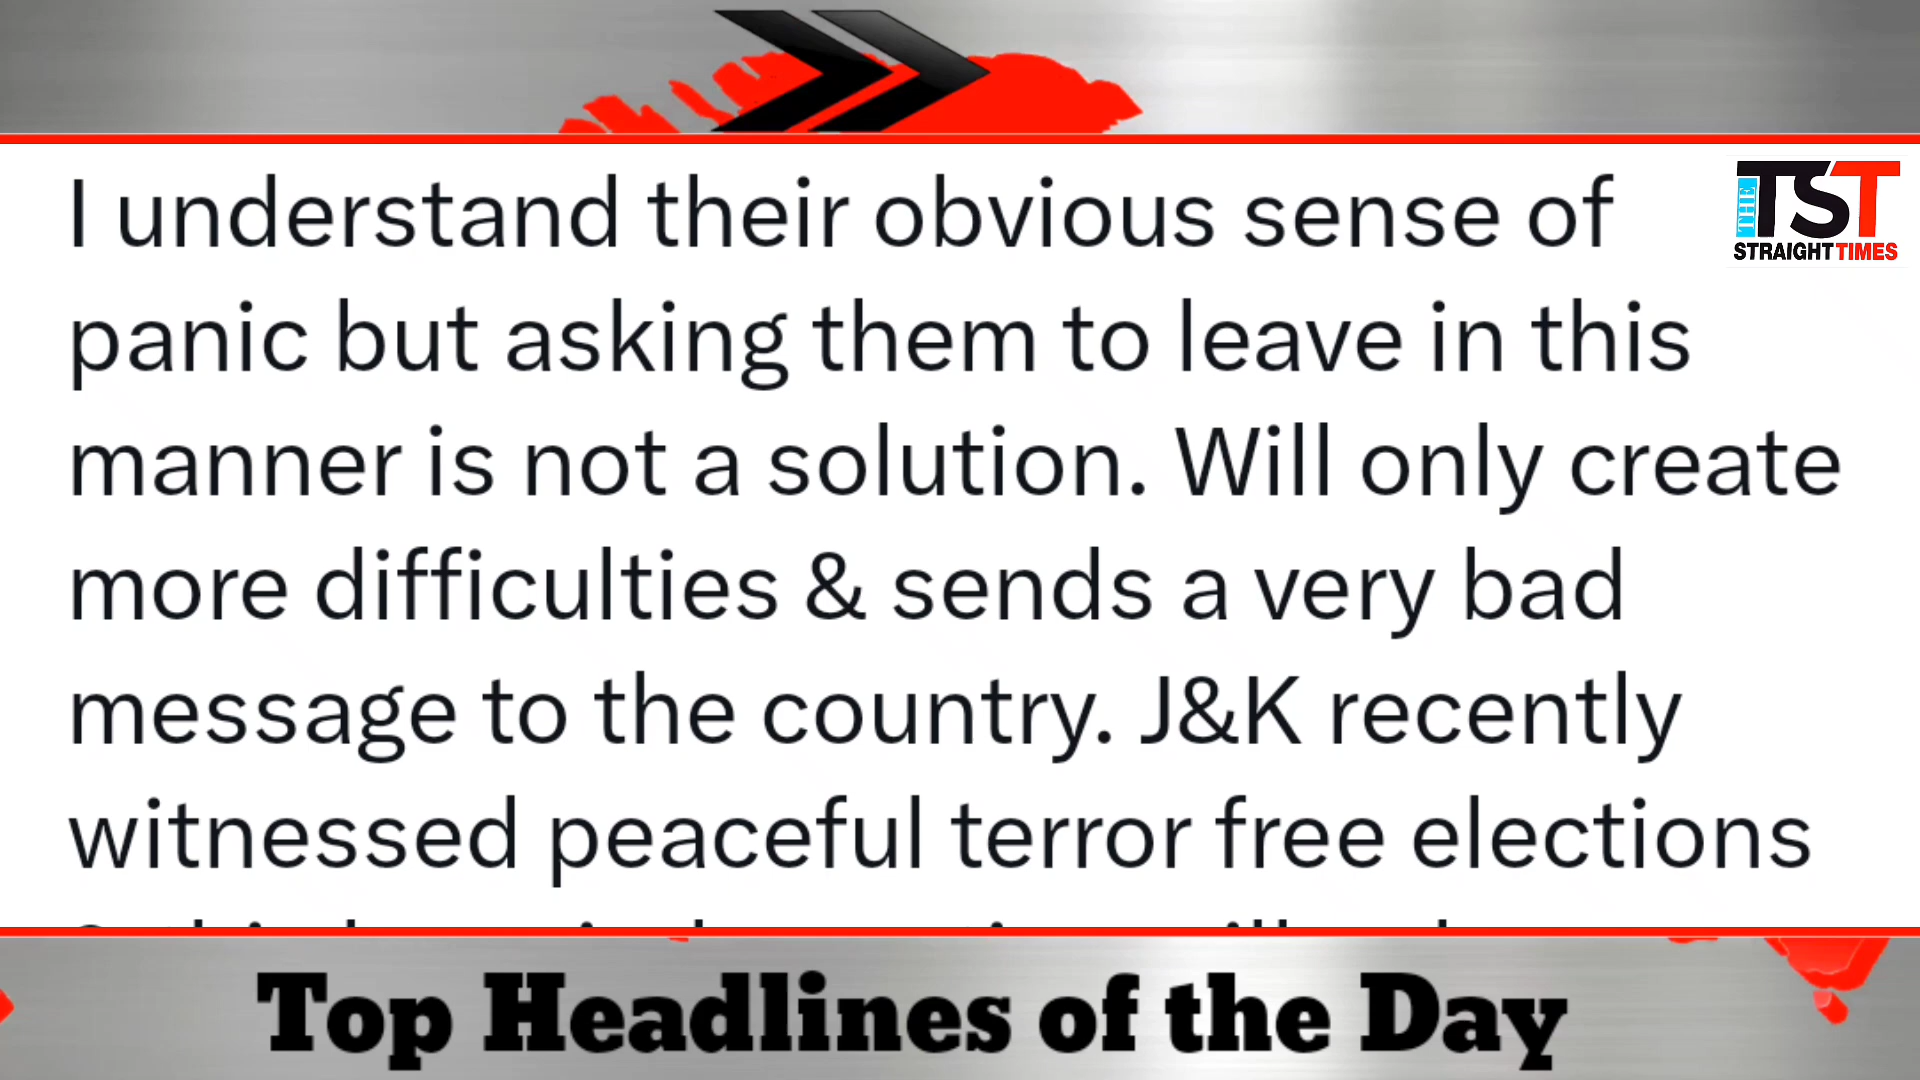 I understand their obvious sense of
panic but asking them to leave in this
manner is not a solution. Will only create
more difficulties & sends a very bad
message to the country. J&K recently
witnessed peaceful terror free elections
THE TST
STRAIGHT TIMES
Top Headlines of the Day